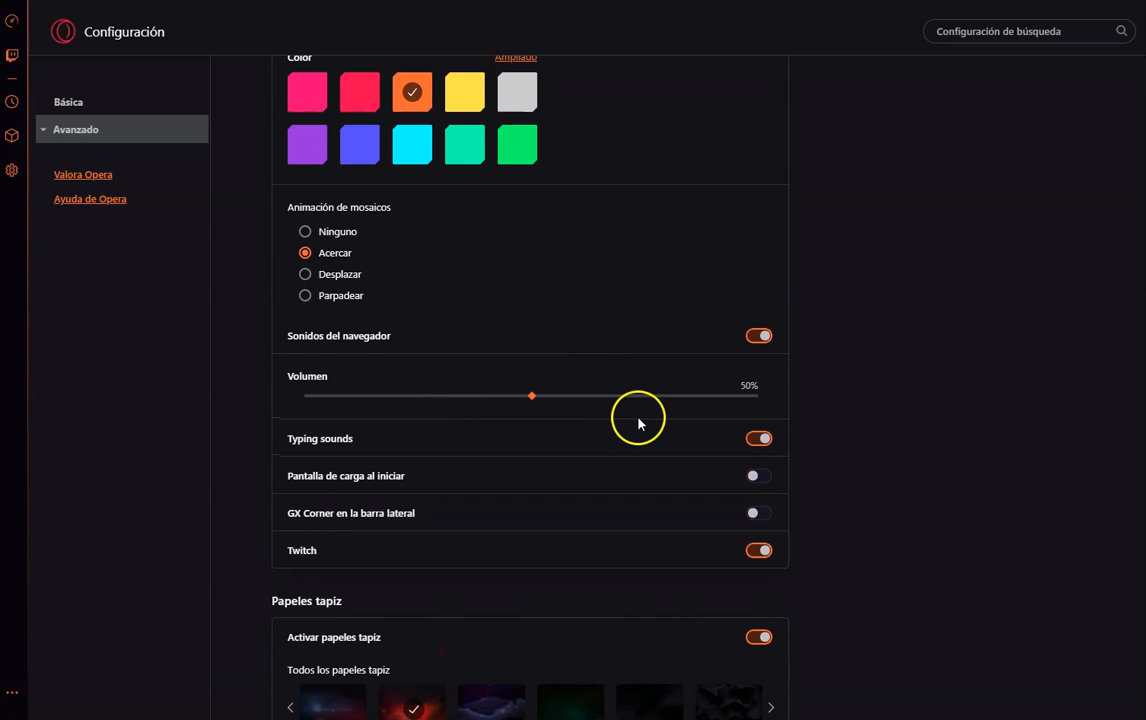 Configuración
Configuración de búsqueda
Color
Ampliado
Básica
Avanzado
Valora Opera
Ayuda de Opera
Animación de mosaicos
Ninguno
Acercar
Desplazar
Parpadear
Sonidos del navegador
Volumen
50%
Typing sounds
Pantalla de carga al iniciar
GX Corner en la barra lateral
Twitch
Papeles tapiz
Activar papeles tapiz
Todos los papeles tapiz